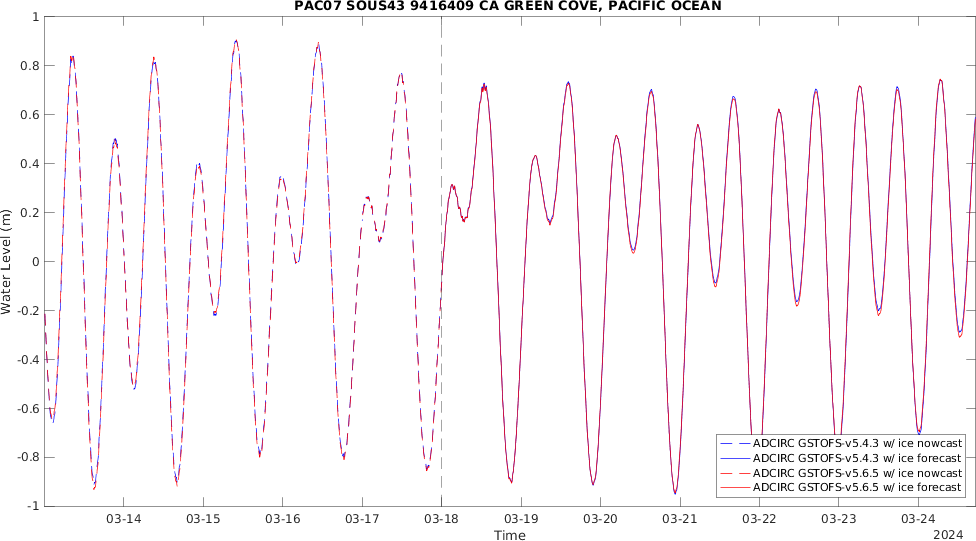 PAC07 SOUS43 9416409 CA GREEN COVE, PACIFIC OCEAN
Water Level (m)
1
0.8
0.6
0.4
0.2
0
-0.2
-0.4
-0.6
-0.8
-1
ADCIRC GSTOFS-v5.4.3 w/ ice nowcast
ADCIRC GSTOFS-v5.4.3 w/ ice forecast
ADCIRC GSTOFS-v5.6.5 w/ ice nowcast
ADCIRC GSTOFS-v5.6.5 w/ ice forecast
03-14 03-15 03-16 03-17 03-18 03-19 03-20 03-21 03-22 03-23 03-24
Time
2024